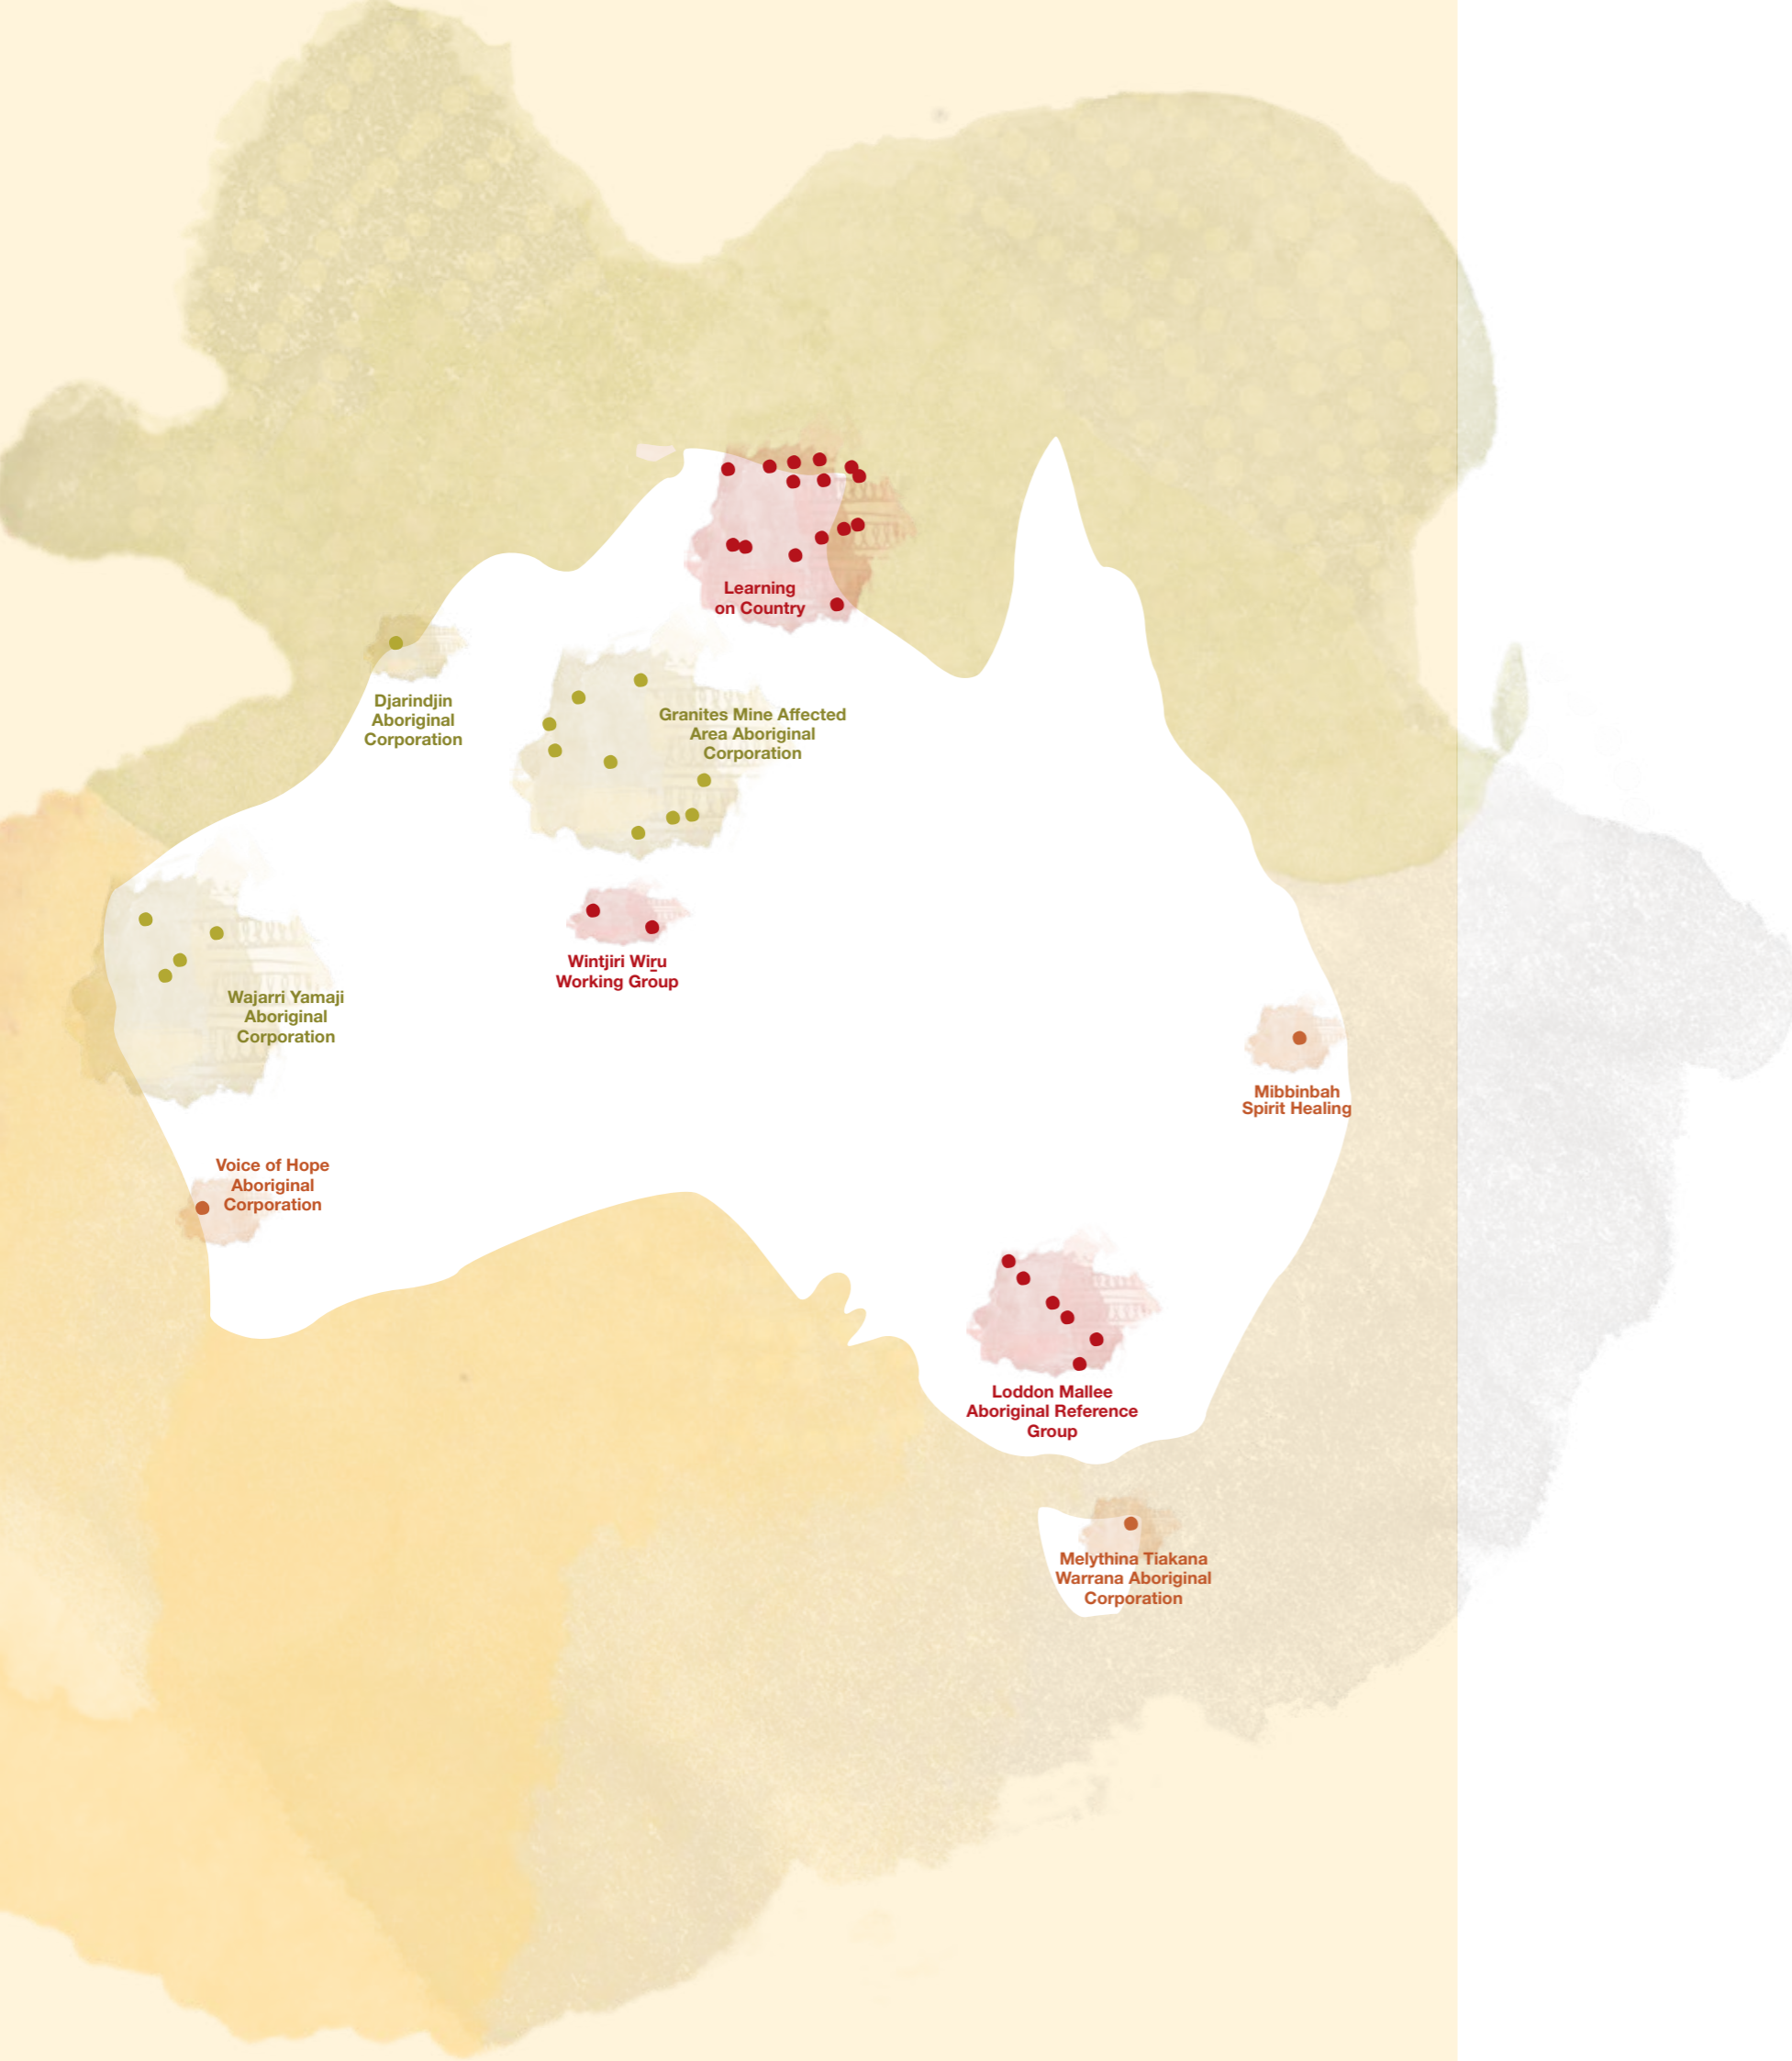 Learning
on Country
Djarindjin
Aboriginal
Corporation
Granites Mine Affected
Area Aboriginal
Corporation
Wintjiri Wiṟu
Working Group
Wajarri Yamaji
Aboriginal
Corporation
Mibbinbah
Spirit Healing
Voice of Hope
Aboriginal
Corporation
Loddon Mallee
Aboriginal Reference
Group
Melythina Tiakana
Warrana Aboriginal
Corporation